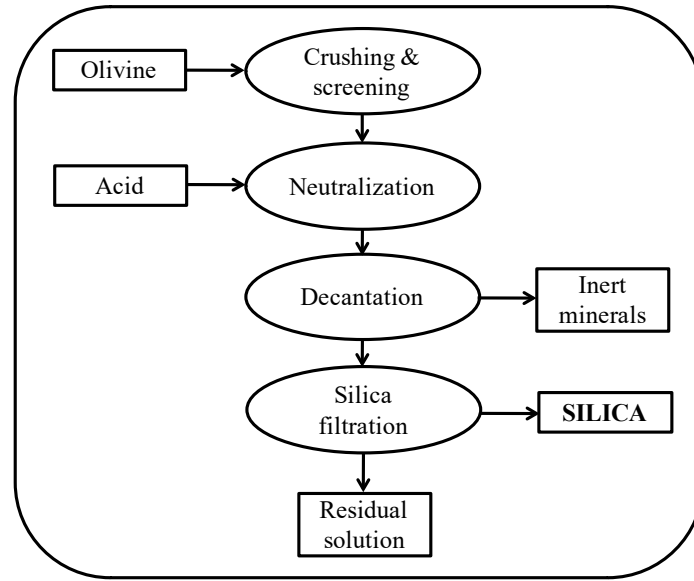 Olivine
Crushing &
screening
Acid
Neutralization
Decantation
Inert
minerals
Silica
filtration
SILICA
Residual
solution